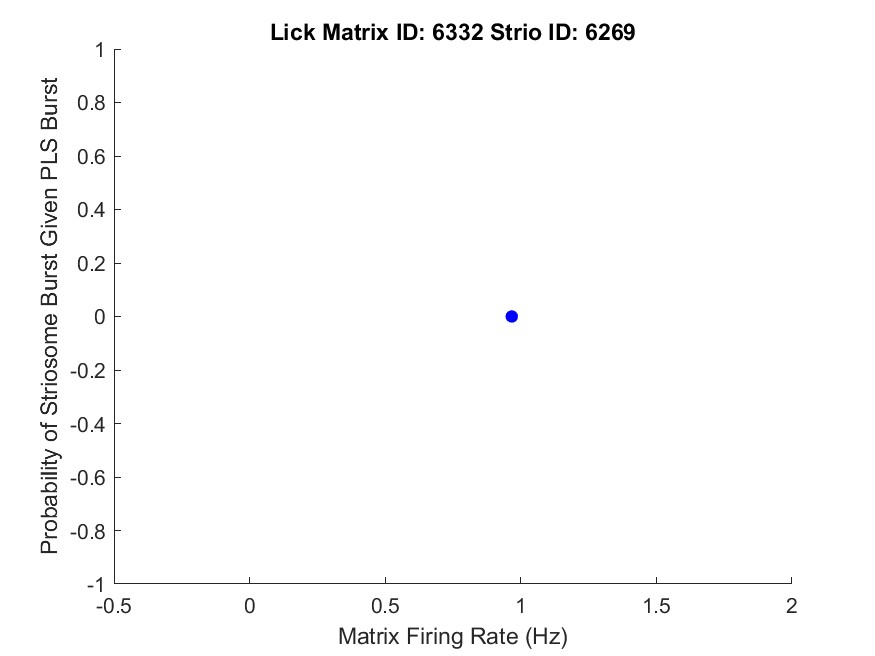 Lick Matrix ID: 6332 Strio ID: 6269
Probability of Striosome Burst Given PLS Burst
1
0.8
0.6
0.4
0.2
0
-0.2
-0.4
-0.6
-0.8
-1
-0.5 0 0.5 1 1.5 2
Matrix Firing Rate (Hz)